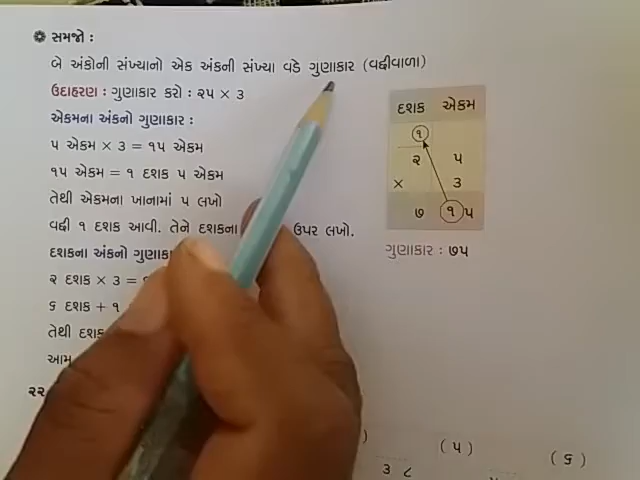 સમજો :
બે અંકોની સંખ્યાનો એક અંકની સંખ્યા વડે ગુણાકાર (વદ્દીવાળા)
ઉદાહરણ : ગુણાકાર કરો : ૨૫ × ૩
એકમના અંકનો ગુણાકાર :
૫ એકમ × ૩ = ૧૫ એકમ
૧૫ એકમ = ૧ દશક ૫ એકમ
તેથી એકમના ખાનામાં ૫ લખો
વદ્દી ૧ દશક આવી. તેને દશકના ઉપર લખો.
દશકના અંકનો
૨ દશક × ૩ =
૬ દશક + ૧
તેથી
આમ
૨૨
દશક એકમ
૧
૨ ૫
× ૩
૭ ૧ ૫
ગુણાકાર : ૭૫
(૫)
(૬)
૩ ૮